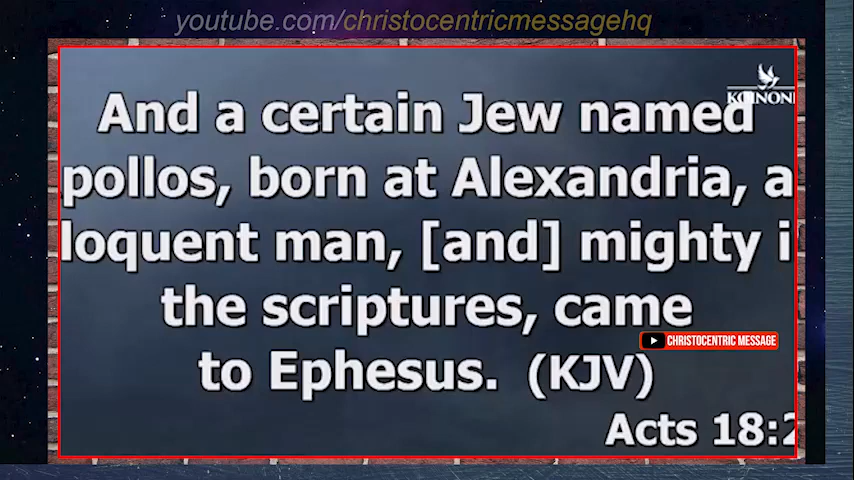 youtube.com/christocentricmessagehq
KOINONI
And a certain Jew named
pollos, born at Alexandria, a
loquent man, [and] mighty i
the scriptures, came
CHRISTOCENTRIC MESSAGE
to Ephesus. (KJV)
Acts 18:2